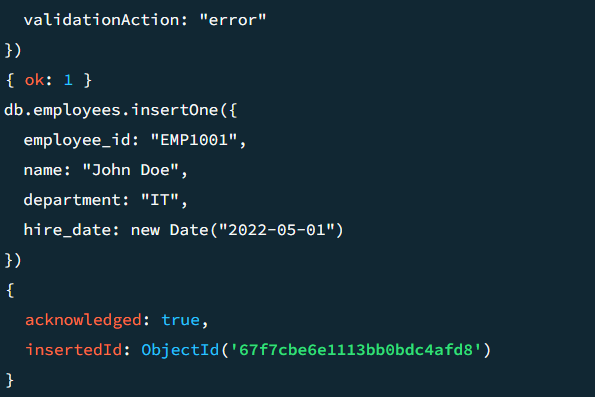 validationAction: "error"
})
{ ok: 1 }
db.employees.insertOne({
employee_id: "EMP1001",
name: "John Doe",
department: "IT",
hire_date: new Date("2022-05-01")
})
{
acknowledged: true,
insertedId: ObjectId('67f7cbe6e1113bb0bdc4afd8')
}